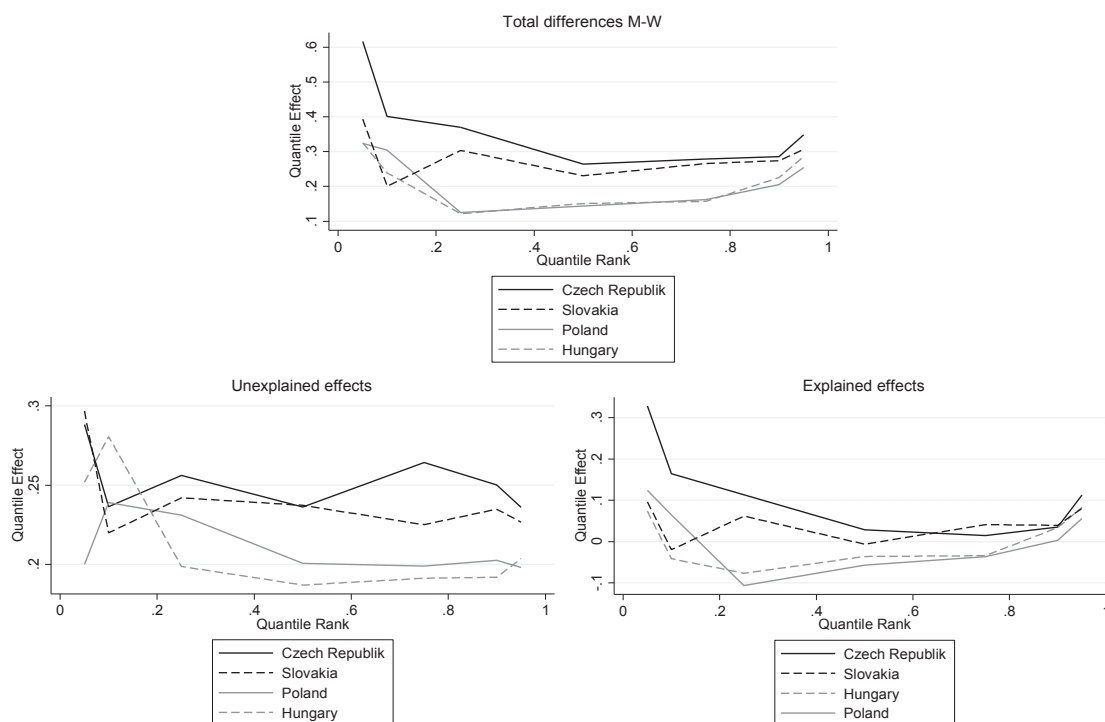 Total differences M-W
Quantile Effect
.6
.5
.4
.3
.2
.1
0 .2 .4 .6 .8 1
Quantile Rank
Czech Republik
Slovakia
Poland
Hungary
Unexplained effects
Quantile Effect
.3
.25
.2
0 .2 .4 .6 .8 1
Quantile Rank
Czech Republik
Slovakia
Poland
Hungary
Explained effects
Quantile Effect
.3
.2
.1
0
-.1
0 .2 .4 .6 .8 1
Quantile Rank
Czech Republik
Slovakia
Hungary
Poland